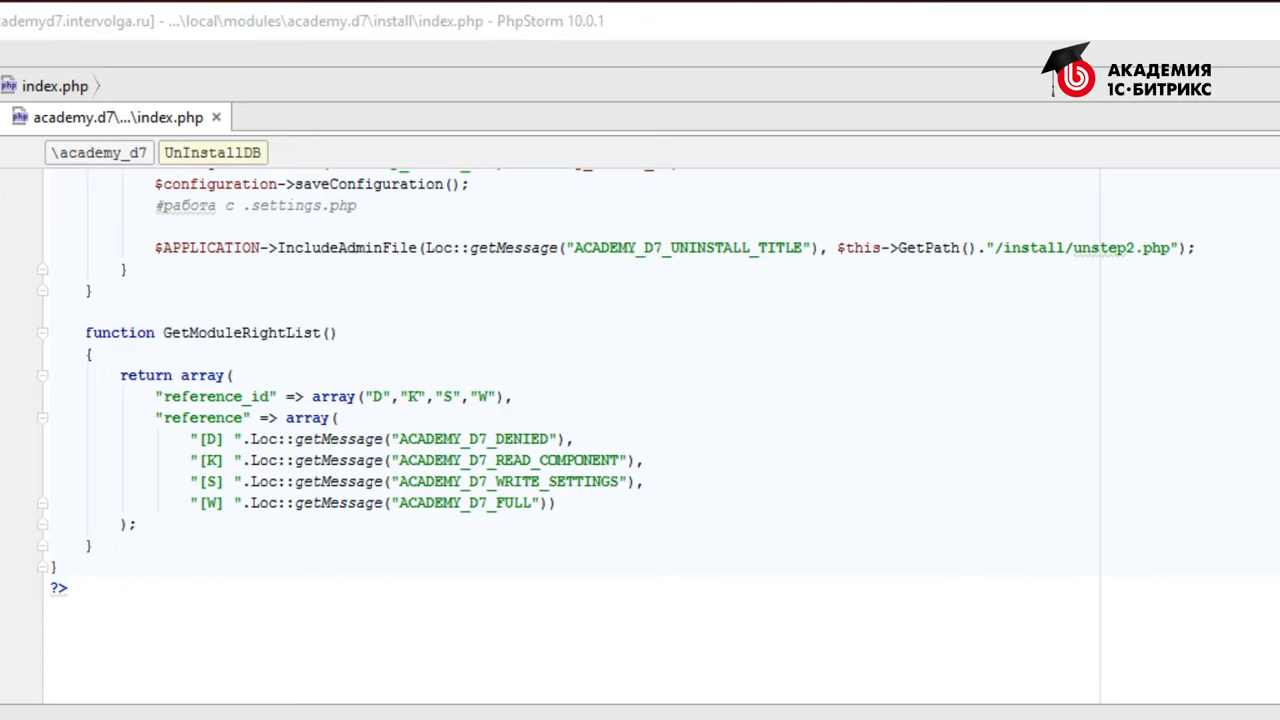 ademyd7.intervolga.ru] - ...\local\modules\academy.d7\install\index.php - PhpStorm 10.0.1
АКАДЕМИЯ
1С-БИТРИКС
php index.php
php academy.d7\...\index.php ×
\academy_d7 UnInstallDB
$configuration->saveConfiguration();
#работа с .settings.php
$APPLICATION->IncludeAdminFile(Loc::getMessage("ACADEMY_D7_UNINSTALL_TITLE"), $this->GetPath()."/install/unstep2.php");
}
}
function GetModuleRightList()
{
return array(
"reference_id" => array("D","K","S","W"),
"reference" => array(
"[D] ".Loc::getMessage("ACADEMY_D7_DENIED"),
"[K] ".Loc::getMessage("ACADEMY_D7_READ_COMPONENT"),
"[S] ".Loc::getMessage("ACADEMY_D7_WRITE_SETTINGS"),
"[W] ".Loc::getMessage("ACADEMY_D7_FULL"))
);
}
}
?>